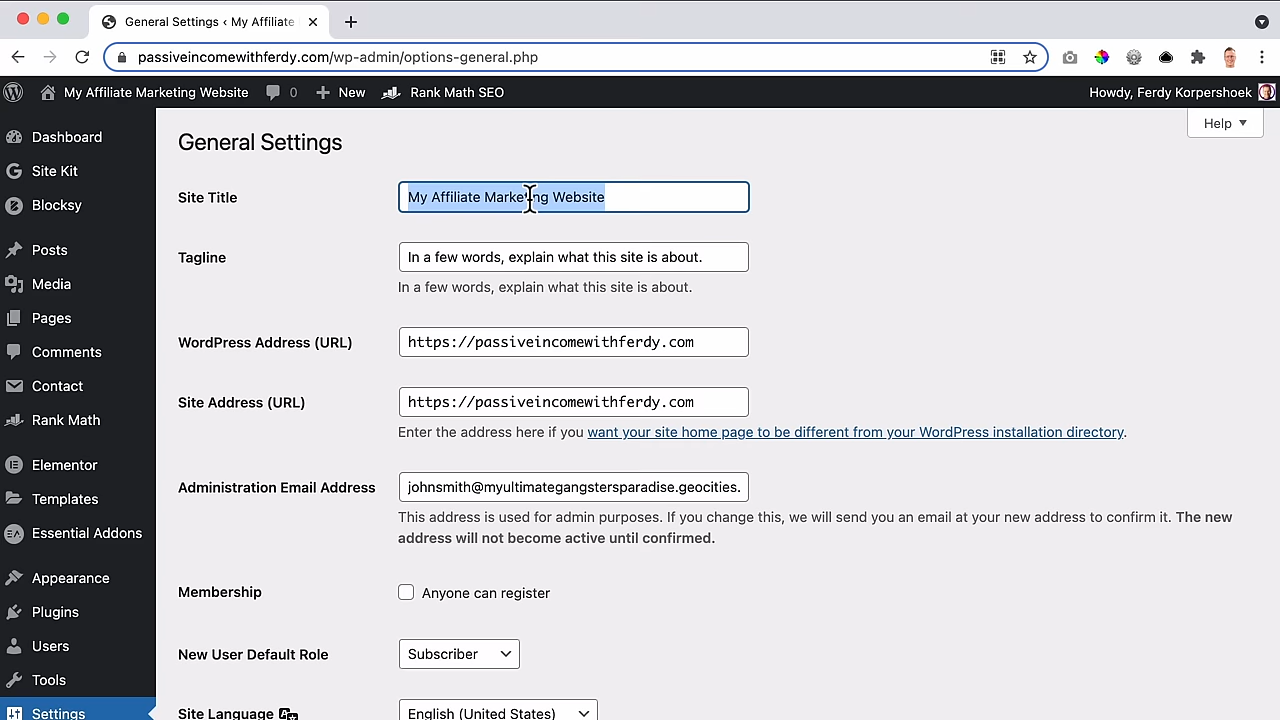 General Settings ‹ My Affiliate
passiveincomewithferdy.com/wp-admin/options-general.php
My Affiliate Marketing Website 0 New Rank Math SEO Howdy, Ferdy Korpershoek
Help
Dashboard
Site Kit
Blocksy
Posts
Media
Pages
Comments
Contact
Rank Math
Elementor
Templates
Essential Addons
Appearance
Plugins
Users
Tools
Settings
General Settings
Site Title My Affiliate Marketing Website
Tagline In a few words, explain what this site is about.
In a few words, explain what this site is about.
WordPress Address (URL) https://passiveincomewithferdy.com
Site Address (URL) https://passiveincomewithferdy.com
Enter the address here if you want your site home page to be different from your WordPress installation directory.
Administration Email Address johnsmith@myultimategangstersparadise.geocities.
This address is used for admin purposes. If you change this, we will send you an email at your new address to confirm it. The new
address will not become active until confirmed.
Membership Anyone can register
New User Default Role Subscriber
Site Language English (United States)